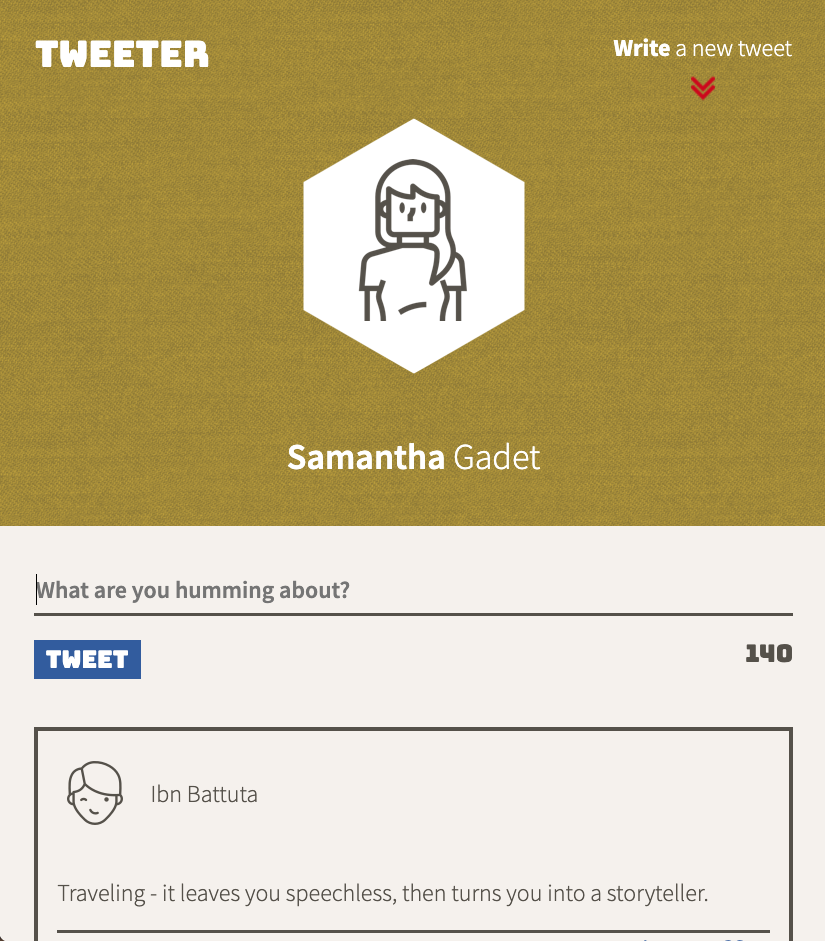 TWEETER
Write a new tweet
Samantha Gadet
What are you humming about?
TWEET
140
Ibn Battuta
Traveling - it leaves you speechless, then turns you into a storyteller.